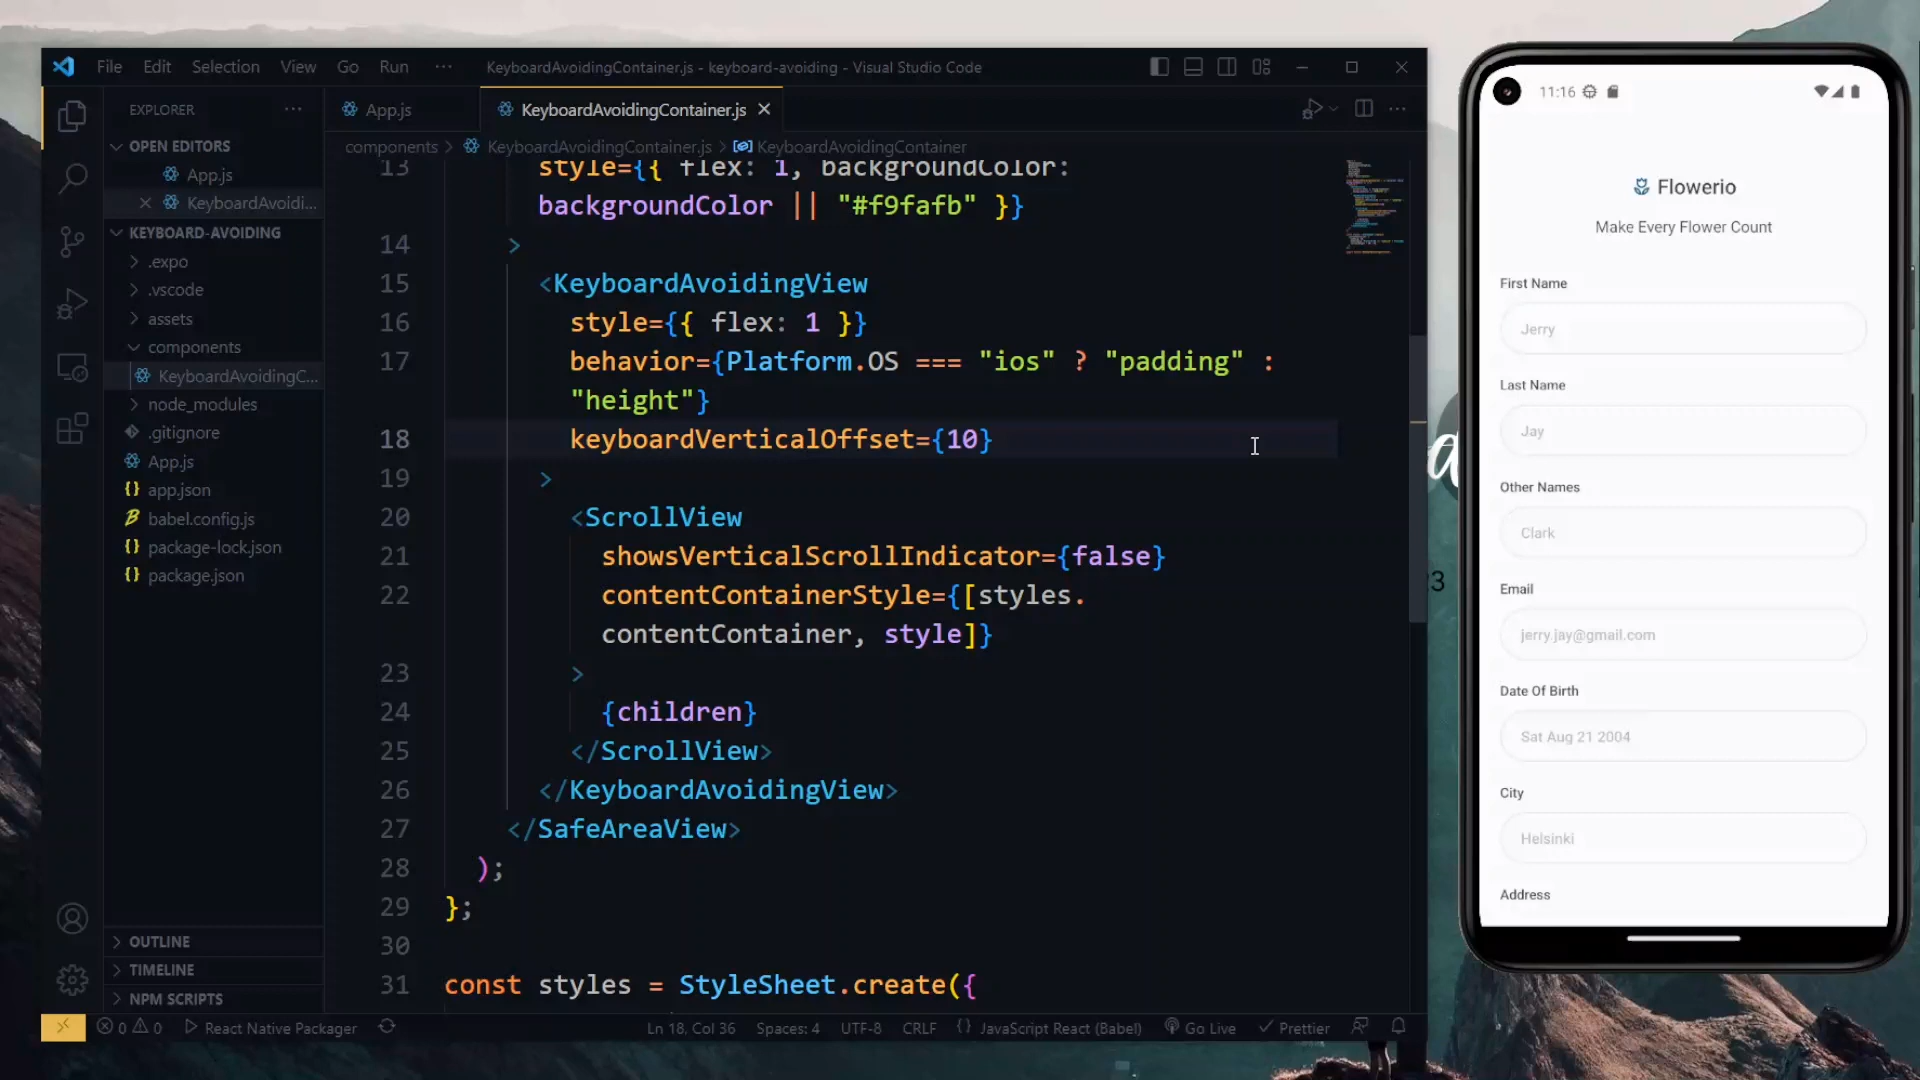 File Edit Selection View Go Run ··· KeyboardAvoidingContainer.js - keyboard-avoiding - Visual Studio Code
EXPLORER
OPEN EDITORS
App.js
KeyboardAvoidi...
KEYBOARD-AVOIDING
.expo
.vscode
assets
components
KeyboardAvoidingC...
node_modules
.gitignore
App.js
app.json
babel.config.js
package-lock.json
package.json
OUTLINE
TIMELINE
NPM SCRIPTS
App.js KeyboardAvoidingContainer.js
components > KeyboardAvoidingContainer.js > KeyboardAvoidingContainer
13 style={{ flex: 1, backgroundColor:
backgroundColor || "#f9fafb" }}
14 >
15 <KeyboardAvoidingView
16 style={{ flex: 1 }}
17 behavior={Platform.OS === "ios" ? "padding" :
"height"}
18 keyboardVerticalOffset={10}
19 >
20 <ScrollView
21 showsVerticalScrollIndicator={false}
22 contentContainerStyle={[styles.
contentContainer, style]}
23 >
24 {children}
25 </ScrollView>
26 </KeyboardAvoidingView>
27 </SafeAreaView>
28 );
29 };
30
31 const styles = StyleSheet.create({
0 0 React Native Packager Ln 18, Col 36 Spaces: 4 UTF-8 CRLF {} JavaScript React (Babel) Go Live Prettier
11:16
Flowerio
Make Every Flower Count
First Name
Jerry
Last Name
Jay
Other Names
Clark
Email
jerry.jay@gmail.com
Date Of Birth
Sat Aug 21 2004
City
Helsinki
Address